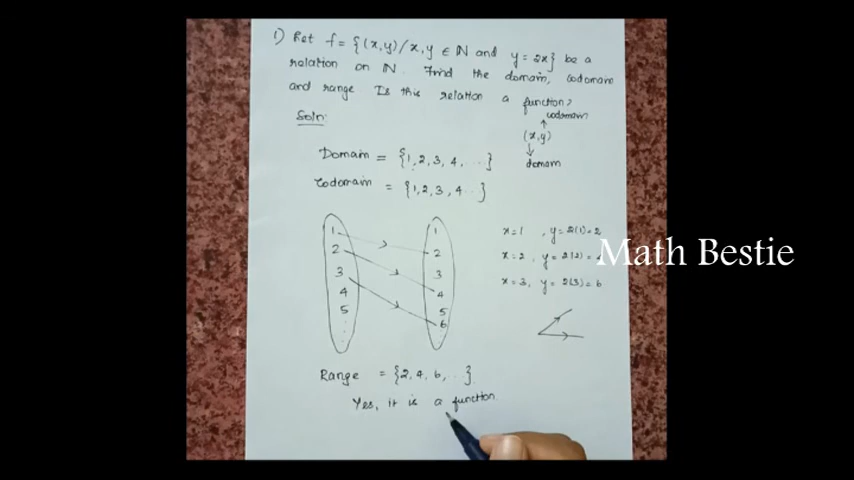 1) Let f = {(x,y)/x,y ∈ ℕ and y = 2x} be a
relation on ℕ. Find the domain, codomain
and range Is this relation a function?
Soln:
codomain
↑
(x,y)
↓
domain
Domain = {1,2,3,4,...}
Codomain = {1,2,3,4..}
1
2
3
4
5
1
2
3
4
5
6
x=1 , y=2(1)=2
x=2 , y=2(2)=4
x=3, y=2(3)=6
Math Bestie
Range = {2,4,6,..}
Yes, it is a function.